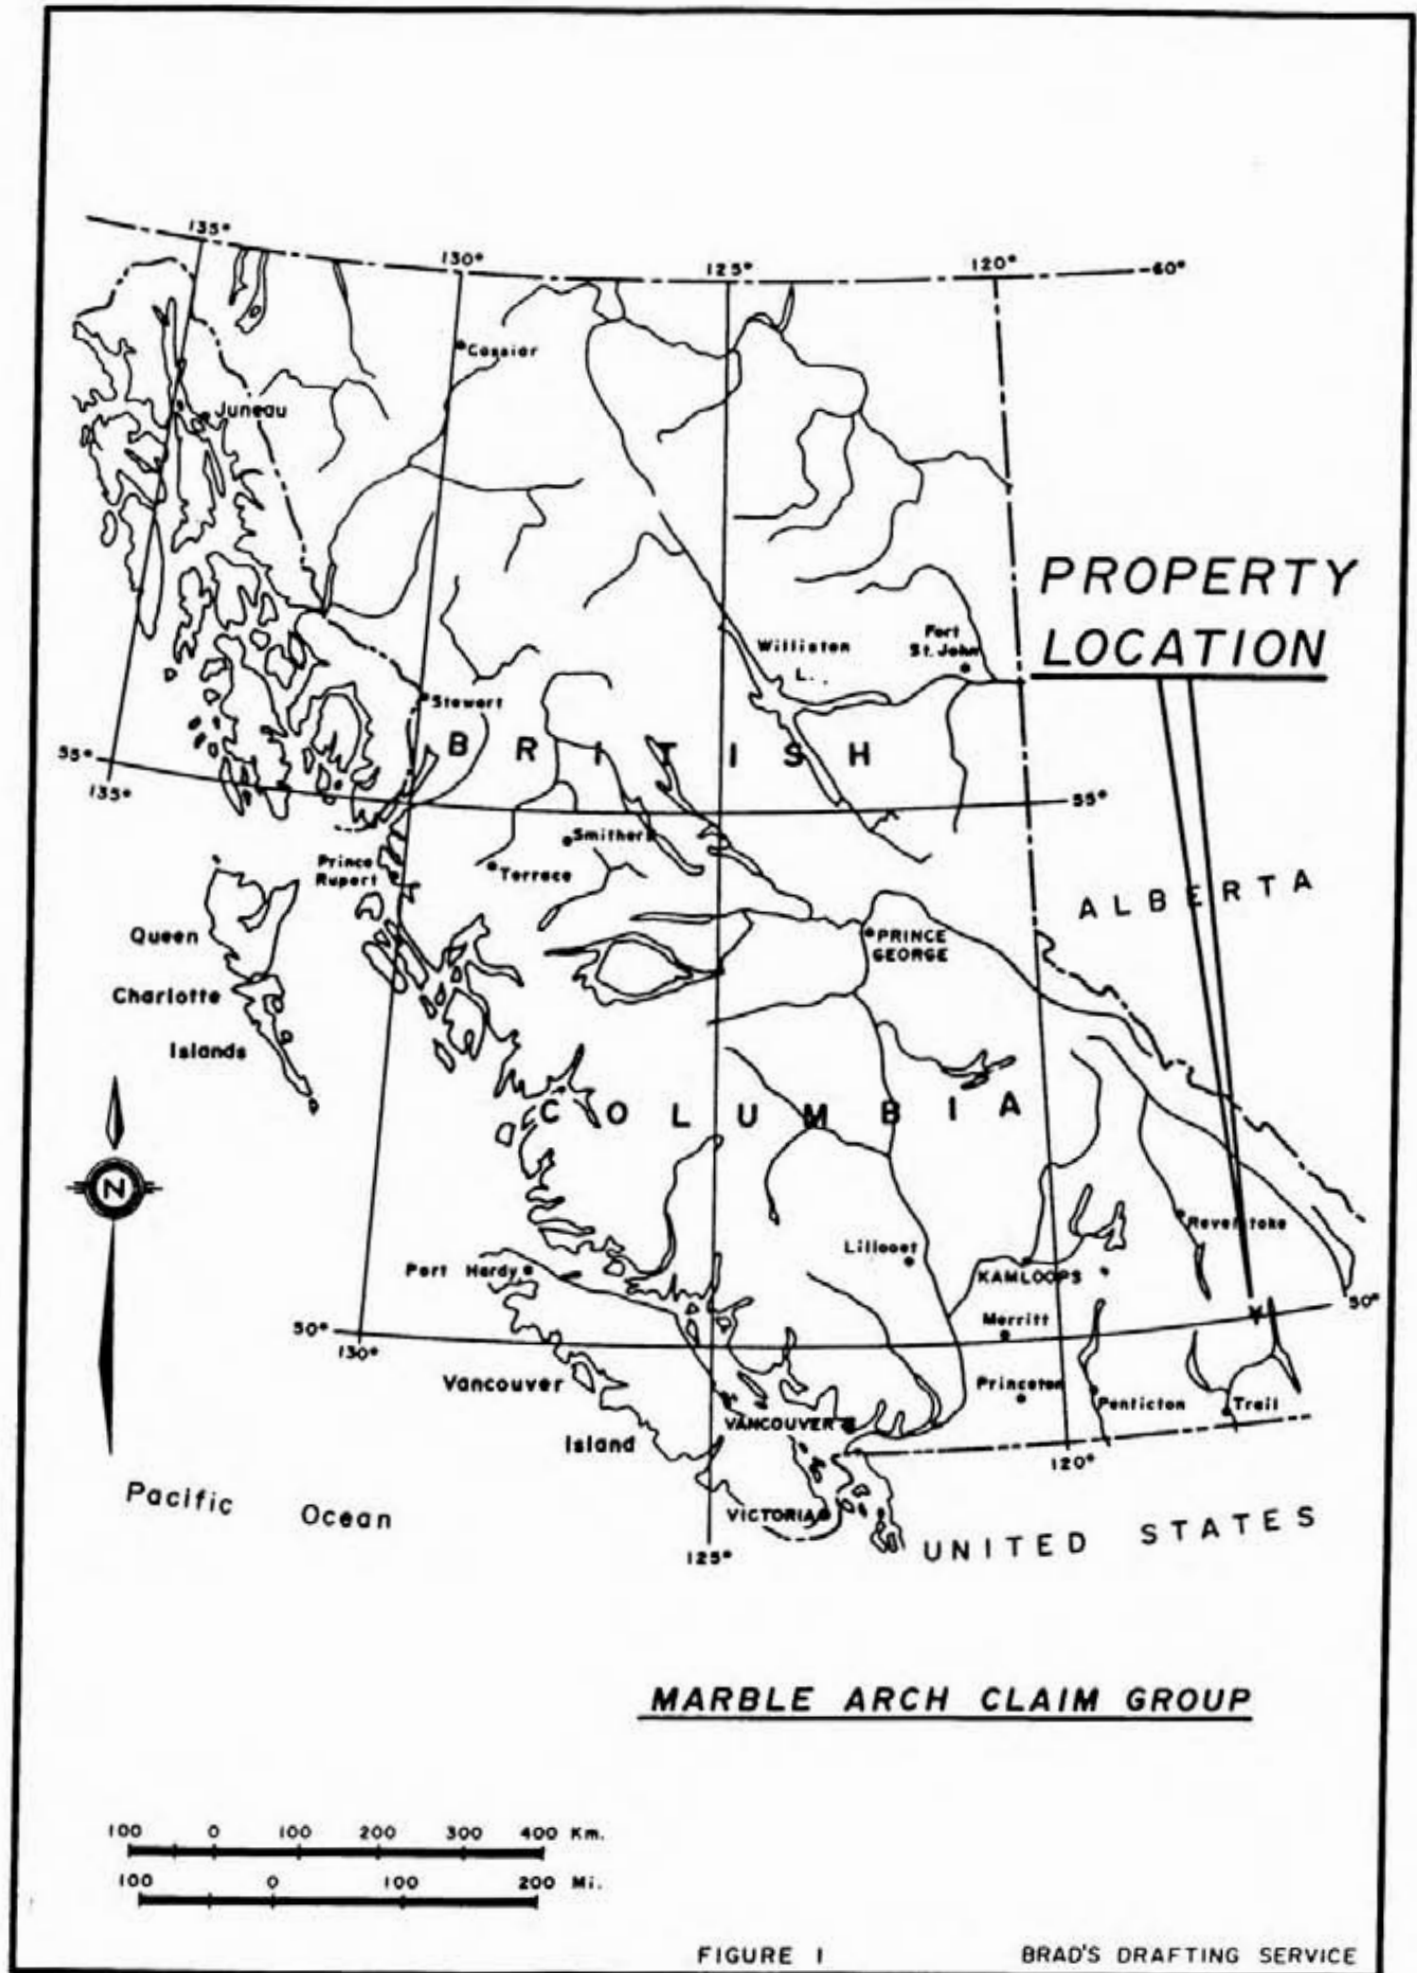 135°
130°
125°
120°
60°
Cassiar
Juneau
PROPERTY
LOCATION
Williston
L.
Fort
St. John
Stewart
BRITISH
55°
135°
55°
Smithers
Terrace
Prince
Rupert
ALBERTA
Queen
Charlotte
Islands
PRINCE
GEORGE
COLUMBIA
N
Revelstoke
Lillooet
Port Hardy
KAMLOOPS
Merritt
50°
50°
130°
Vancouver
Island
Princeton
Penticton
Trail
VANCOUVER
120°
Pacific Ocean
VICTORIA
UNITED STATES
125°
MARBLE ARCH CLAIM GROUP
100 0 100 200 300 400 Km.
100 0 100 200 Mi.
FIGURE 1
BRAD'S DRAFTING SERVICE